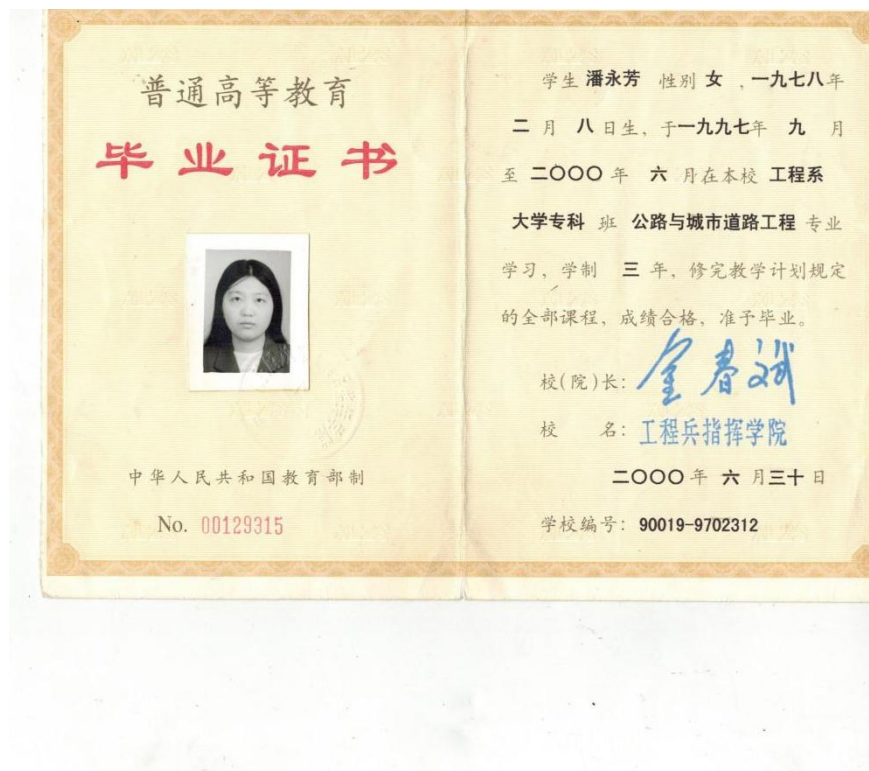 普通高等教育
毕业证书
中华人民共和国教育部制
No. 00129315
学生 潘永芳 性别 女 ,一九七八年
二 月 八 日生, 于一九九七年 九 月
至 二〇〇〇 年 六 月在本校 工程系
大学专科 班 公路与城市道路工程 专业
学习, 学制 三 年, 修完教学计划规定
的全部课程, 成绩合格, 准予毕业。
校(院)长:
校 名: 工程兵指挥学院
二〇〇〇 年 六 月三十 日
学校编号: 90019-9702312